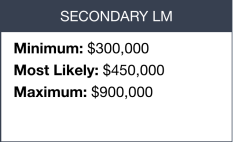 SECONDARY LM
Minimum: $300,000
Most Likely: $450,000
Maximum: $900,000